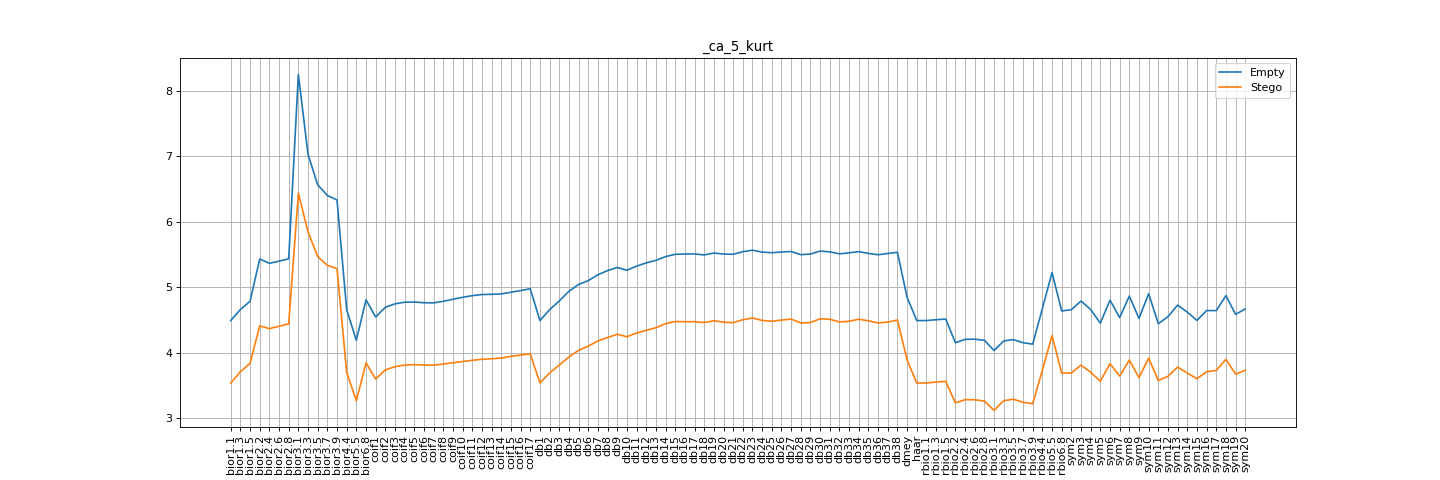 _ca_5_kurt
Empty
Stego
8
7
6
5
4
3
bior1.1
bior1.3
bior1.5
bior2.2
bior2.4
bior2.6
bior2.8
bior3.1
bior3.3
bior3.5
bior3.7
bior3.9
bior4.4
bior5.5
bior6.8
coif1
coif2
coif3
coif4
coif5
coif6
coif7
coif8
coif9
coif10
coif11
coif12
coif13
coif14
coif15
coif16
coif17
db1
db2
db3
db4
db5
db6
db7
db8
db9
db10
db11
db12
db13
db14
db15
db16
db17
db18
db19
db20
db21
db22
db23
db24
db25
db26
db27
db28
db29
db30
db31
db32
db33
db34
db35
db36
db37
db38
dmey
haar
rbio1.1
rbio1.3
rbio1.5
rbio2.2
rbio2.4
rbio2.6
rbio2.8
rbio3.1
rbio3.3
rbio3.5
rbio3.7
rbio3.9
rbio4.4
rbio5.5
rbio6.8
sym2
sym3
sym4
sym5
sym6
sym7
sym8
sym9
sym10
sym11
sym12
sym13
sym14
sym15
sym16
sym17
sym18
sym19
sym20